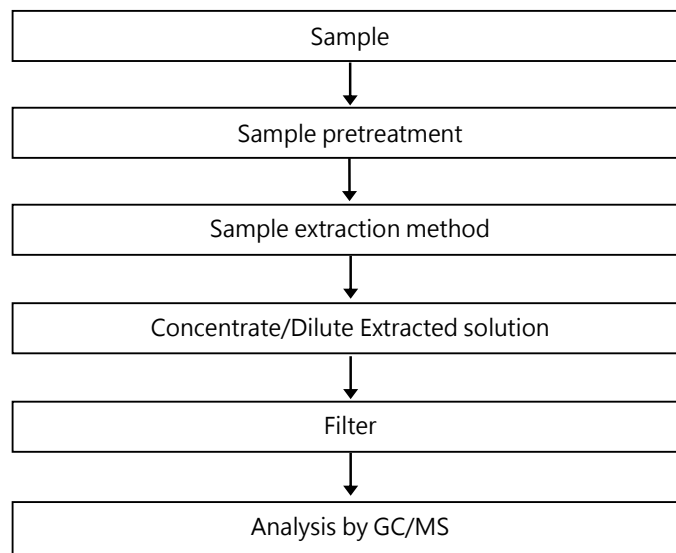 Sample
Sample pretreatment
Sample extraction method
Concentrate/Dilute Extracted solution
Filter
Analysis by GC/MS